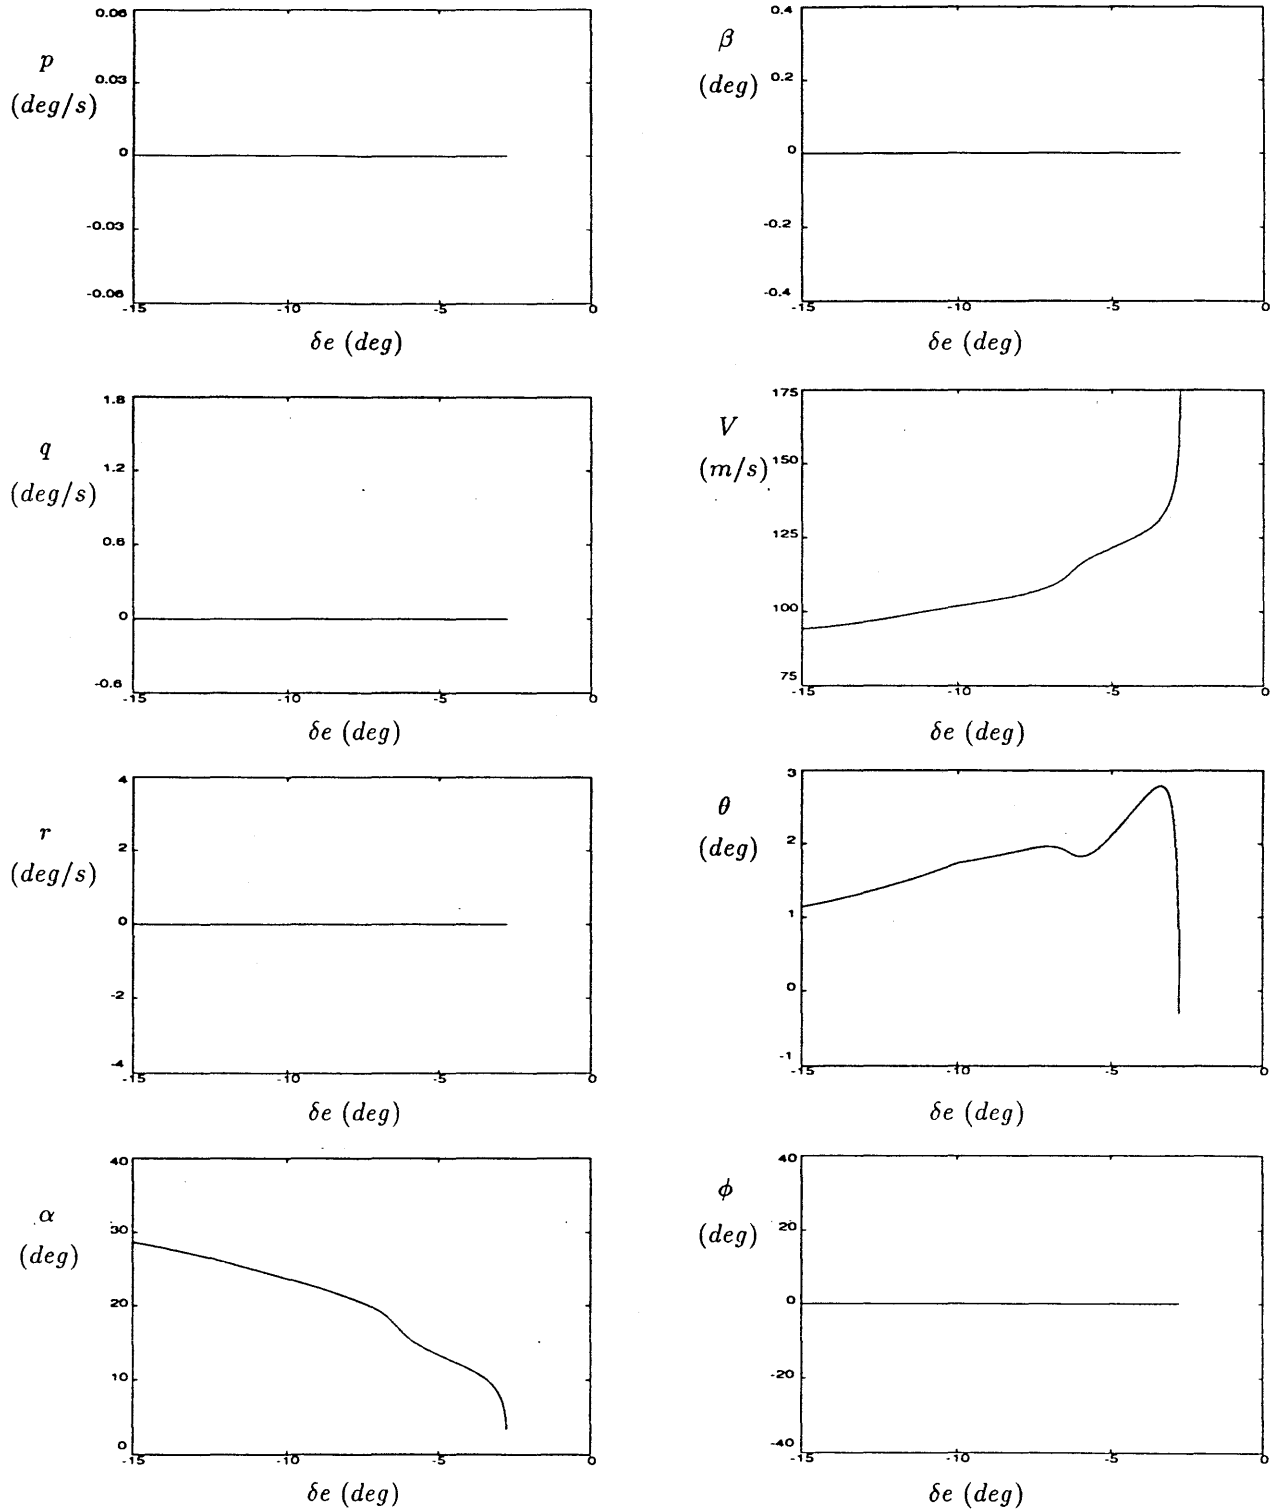 0.06
p
0.03
(deg/s)
0
-0.03
-0.06
-15 -10 -5 0
δe (deg)
0.4
β
0.2
(deg)
0
-0.2
-0.4
-15 -10 -5 0
δe (deg)
1.8
q
1.2
(deg/s)
0.6
0
-0.6
-15 -10 -5 0
δe (deg)
175
V
150
(m/s)
125
100
75
-15 -10 -5 0
δe (deg)
4
r
2
(deg/s)
0
-2
-4
-15 -10 -5 0
δe (deg)
3
θ
2
(deg)
1
0
-1
-15 -10 -5 0
δe (deg)
40
α
30
(deg)
20
10
0
-15 -10 -5 0
δe (deg)
40
φ
20
(deg)
0
-20
-40
-15 -10 -5 0
δe (deg)